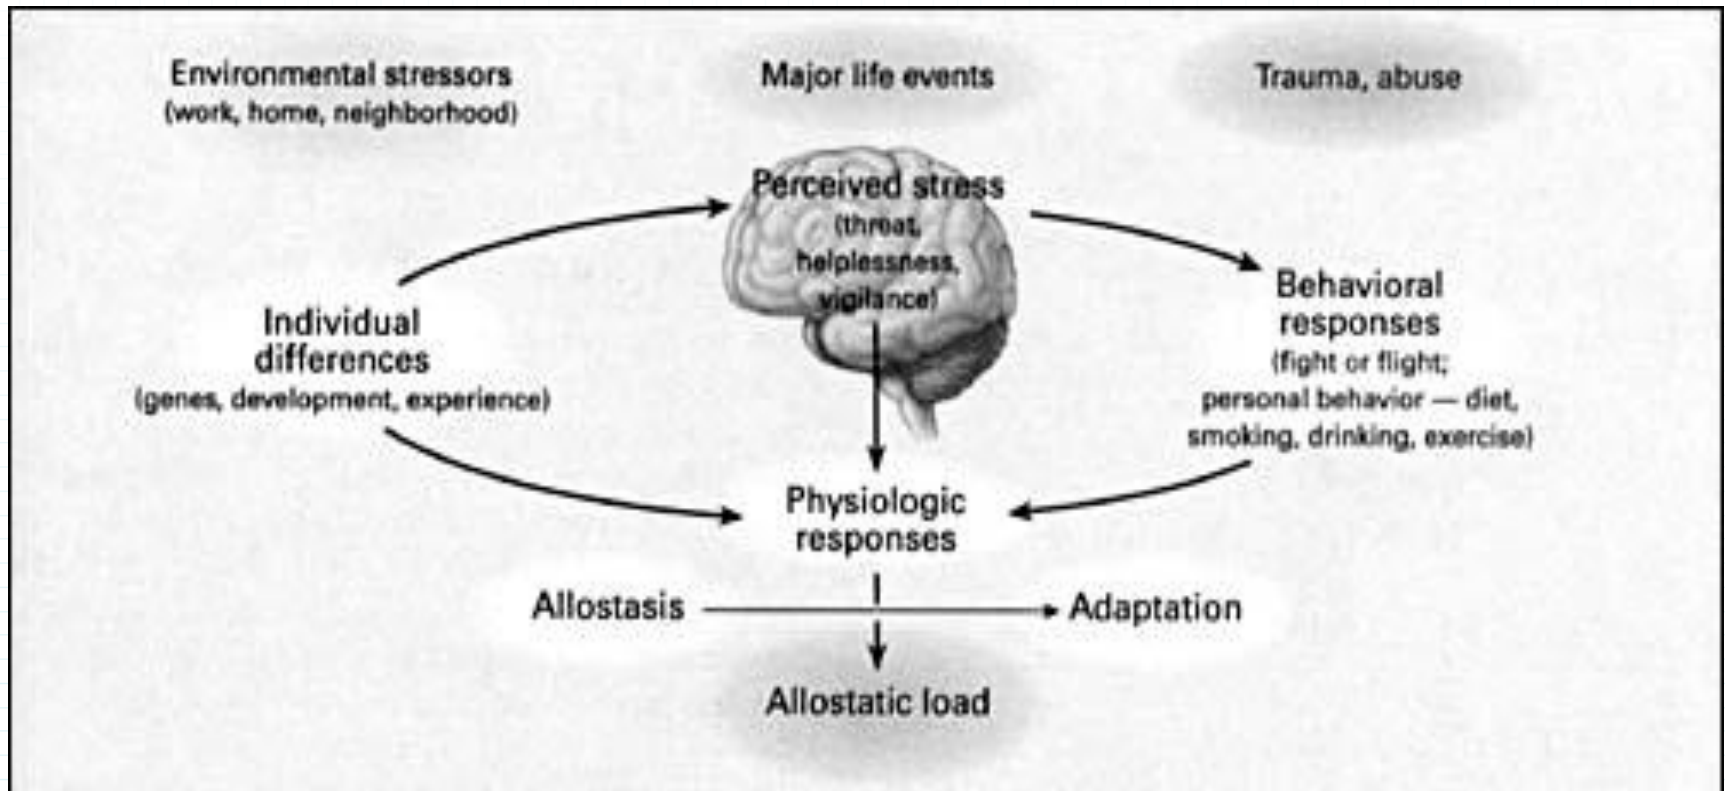 Environmental stressors
(work, home, neighborhood)
Major life events
Trauma, abuse
Perceived stress
(threat,
helplessness,
vigilance)
Individual
differences
(genes, development, experience)
Behavioral
responses
(fight or flight;
personal behavior — diet,
smoking, drinking, exercise)
Physiologic
responses
Allostasis
Adaptation
Allostatic load